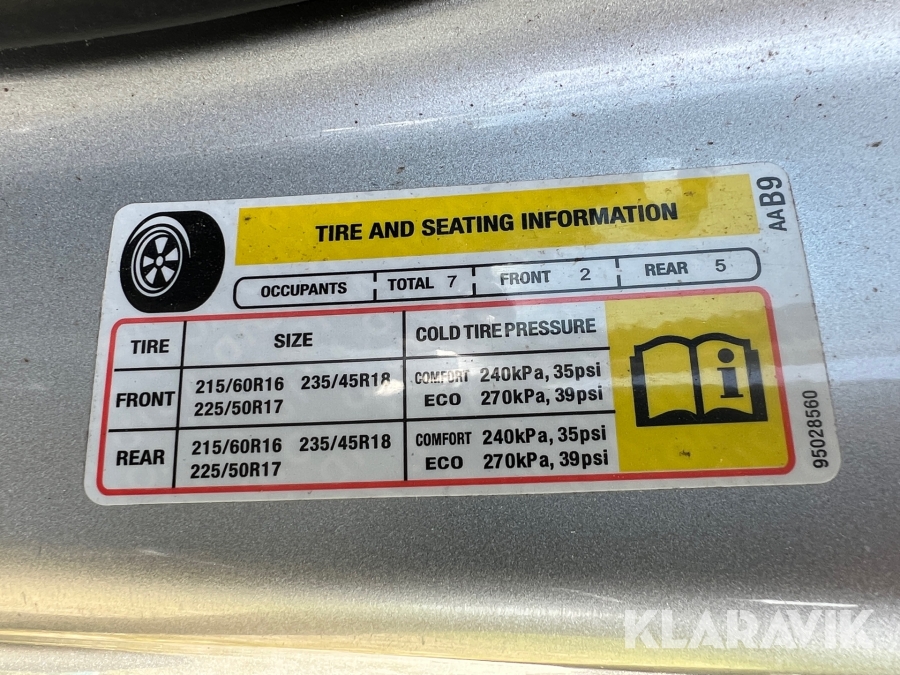 TIRE AND SEATING INFORMATION
OCCUPANTS TOTAL 7 FRONT 2 REAR 5
TIRE SIZE COLD TIRE PRESSURE
FRONT
215/60R16 235/45R18
225/50R17
COMFORT 240kPa, 35psi
ECO 270kPa, 39psi
REAR
215/60R16 235/45R18
225/50R17
COMFORT 240kPa, 35psi
ECO 270kPa, 39psi
i
AAB9
95028560
KLARAVIK